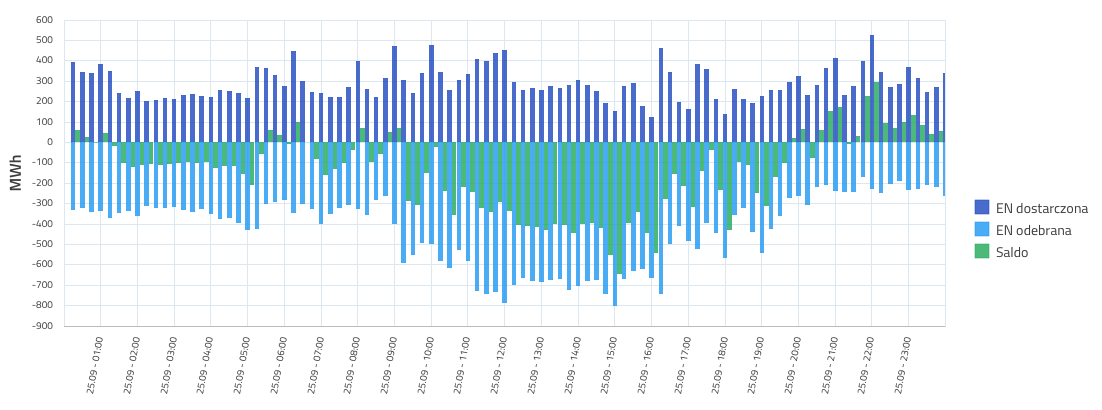 600
500
400
300
200
100
0
-100
-200
-300
-400
-500
-600
-700
-800
-900
MWh
25.09 - 01:00
25.09 - 02:00
25.09 - 03:00
25.09 - 04:00
25.09 - 05:00
25.09 - 06:00
25.09 - 07:00
25.09 - 08:00
25.09 - 09:00
25.09 - 10:00
25.09 - 11:00
25.09 - 12:00
25.09 - 13:00
25.09 - 14:00
25.09 - 15:00
25.09 - 16:00
25.09 - 17:00
25.09 - 18:00
25.09 - 19:00
25.09 - 20:00
25.09 - 21:00
25.09 - 22:00
25.09 - 23:00
EN dostarczona
EN odebrana
Saldo